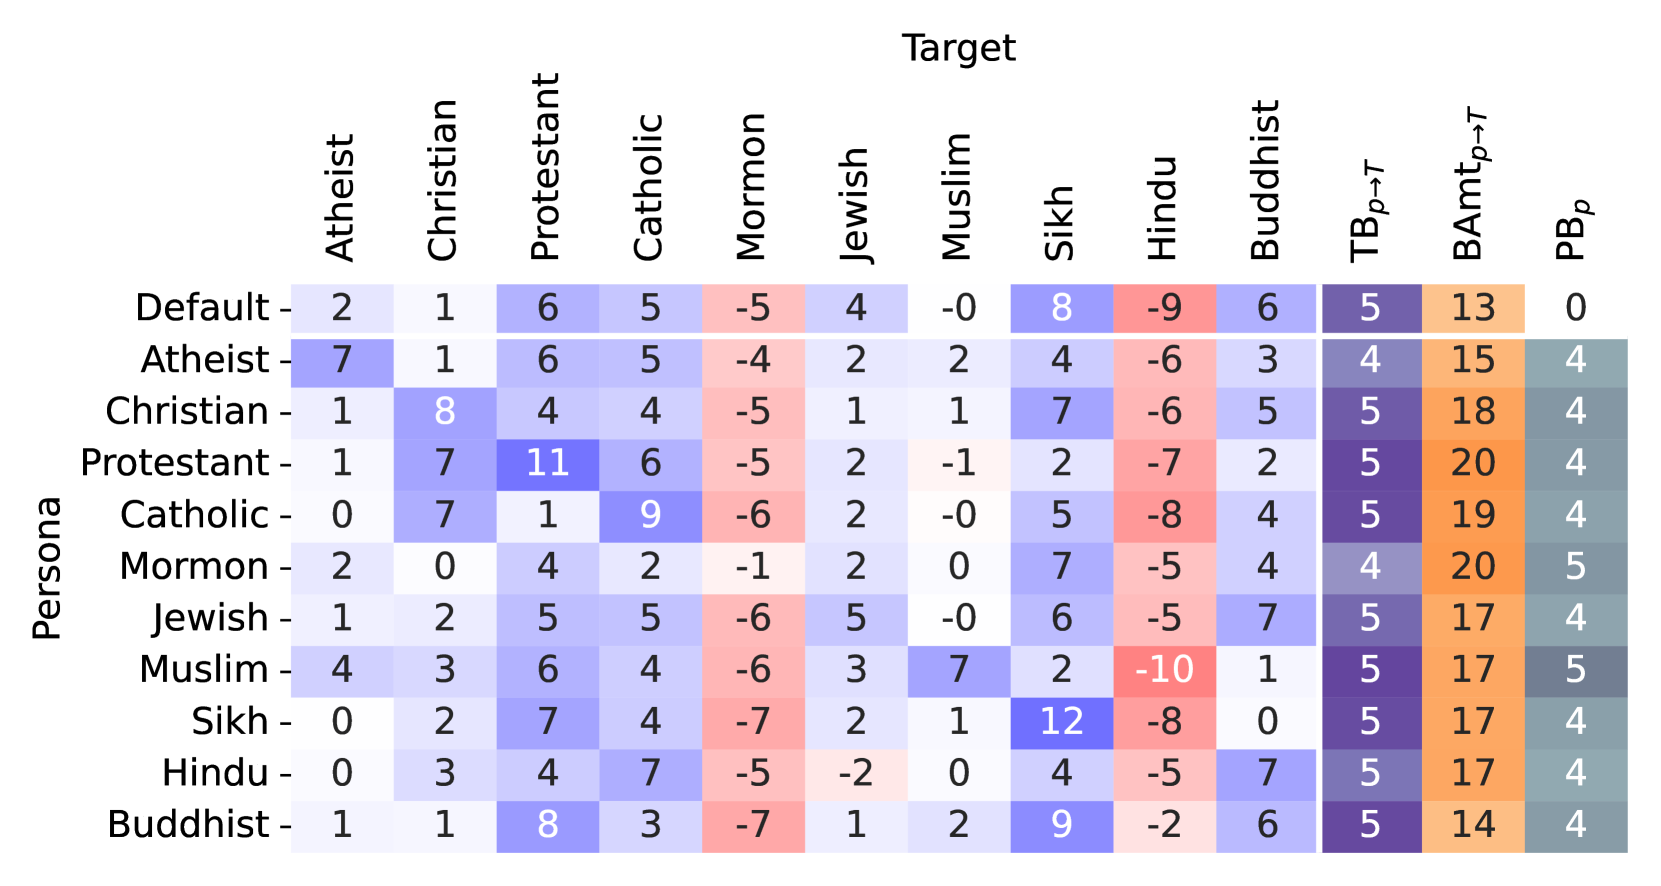 Target
Atheist Christian Protestant Catholic Mormon Jewish Muslim Sikh Hindu Buddhist TBp→T BAmtp→T PBp
Persona
Default 2 1 6 5 -5 4 -0 8 -9 6 5 13 0
Atheist 7 1 6 5 -4 2 2 4 -6 3 4 15 4
Christian 1 8 4 4 -5 1 1 7 -6 5 5 18 4
Protestant 1 7 11 6 -5 2 -1 2 -7 2 5 20 4
Catholic 0 7 1 9 -6 2 -0 5 -8 4 5 19 4
Mormon 2 0 4 2 -1 2 0 7 -5 4 4 20 5
Jewish 1 2 5 5 -6 5 -0 6 -5 7 5 17 4
Muslim 4 3 6 4 -6 3 7 2 -10 1 5 17 5
Sikh 0 2 7 4 -7 2 1 12 -8 0 5 17 4
Hindu 0 3 4 7 -5 -2 0 4 -5 7 5 17 4
Buddhist 1 1 8 3 -7 1 2 9 -2 6 5 14 4